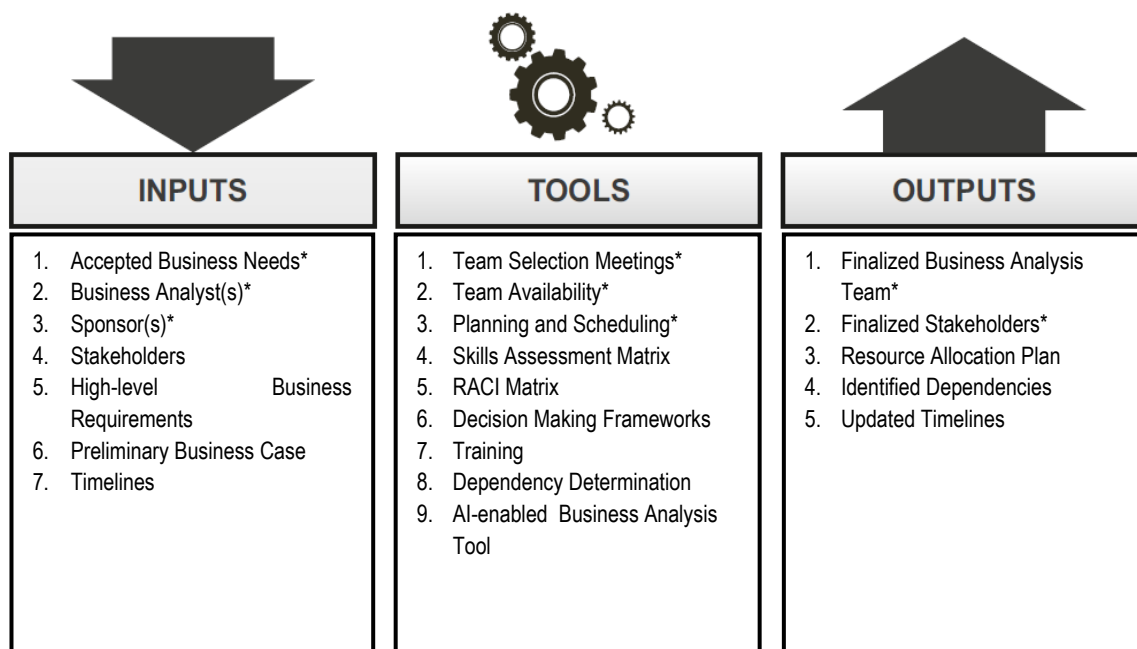 INPUTS
1. Accepted Business Needs*
2. Business Analyst(s)*
3. Sponsor(s)*
4. Stakeholders
5. High-level Business
Requirements
6. Preliminary Business Case
7. Timelines
TOOLS
1. Team Selection Meetings*
2. Team Availability*
3. Planning and Scheduling*
4. Skills Assessment Matrix
5. RACI Matrix
6. Decision Making Frameworks
7. Training
8. Dependency Determination
9. AI-enabled Business Analysis
Tool
OUTPUTS
1. Finalized Business Analysis
Team*
2. Finalized Stakeholders*
3. Resource Allocation Plan
4. Identified Dependencies
5. Updated Timelines